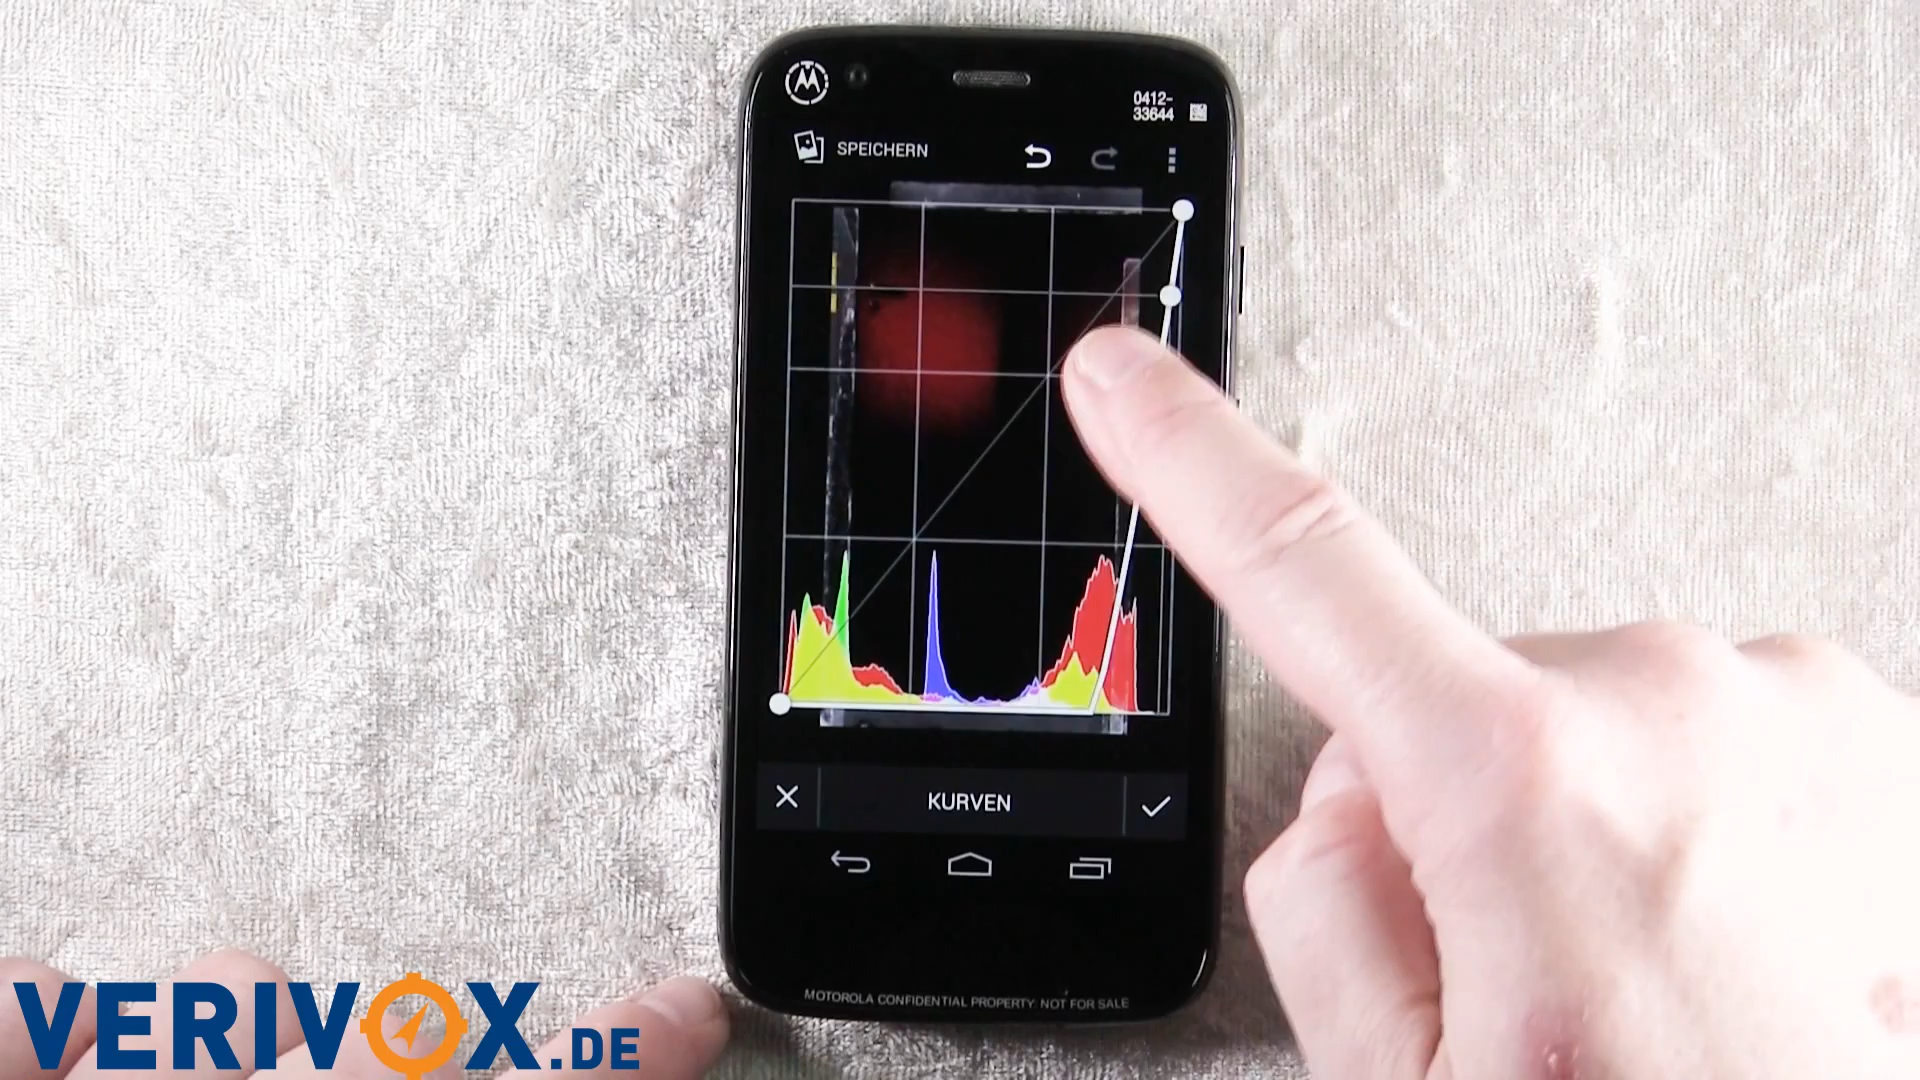 0412-
33644
SPEICHERN
KURVEN
MOTOROLA CONFIDENTIAL PROPERTY: NOT FOR SALE
VERIVOX.DE